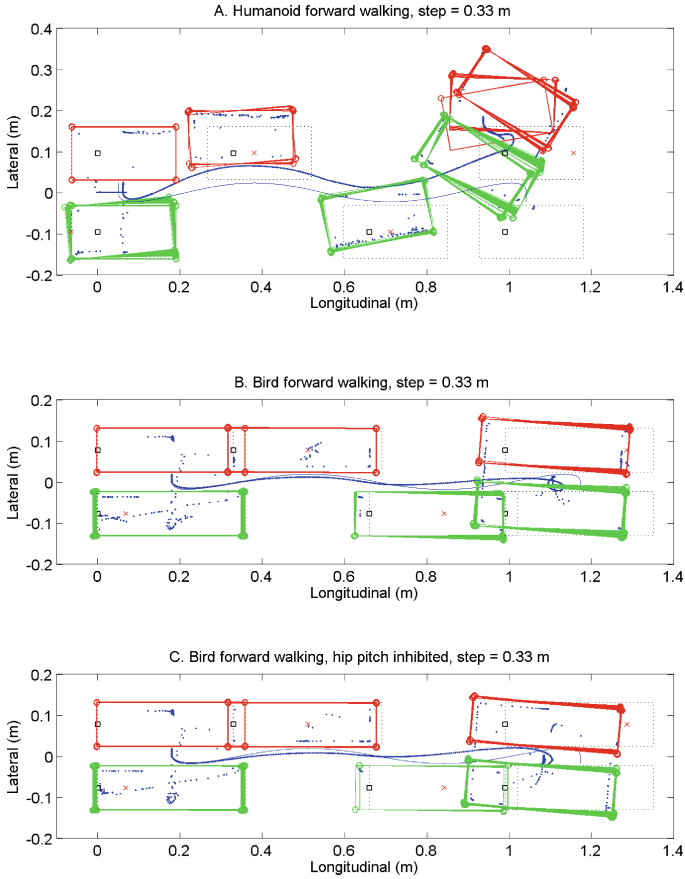 A. Humanoid forward walking, step = 0.33 m
0.4
0.3
0.2
0.1
0
-0.1
-0.2
Lateral (m)
0 0.2 0.4 0.6 0.8 1 1.2 1.4
Longitudinal (m)
B. Bird forward walking, step = 0.33 m
0.2
0.1
0
-0.1
-0.2
Lateral (m)
0 0.2 0.4 0.6 0.8 1 1.2 1.4
Longitudinal (m)
C. Bird forward walking, hip pitch inhibited, step = 0.33 m
0.2
0.1
0
-0.1
-0.2
Lateral (m)
0 0.2 0.4 0.6 0.8 1 1.2 1.4
Longitudinal (m)